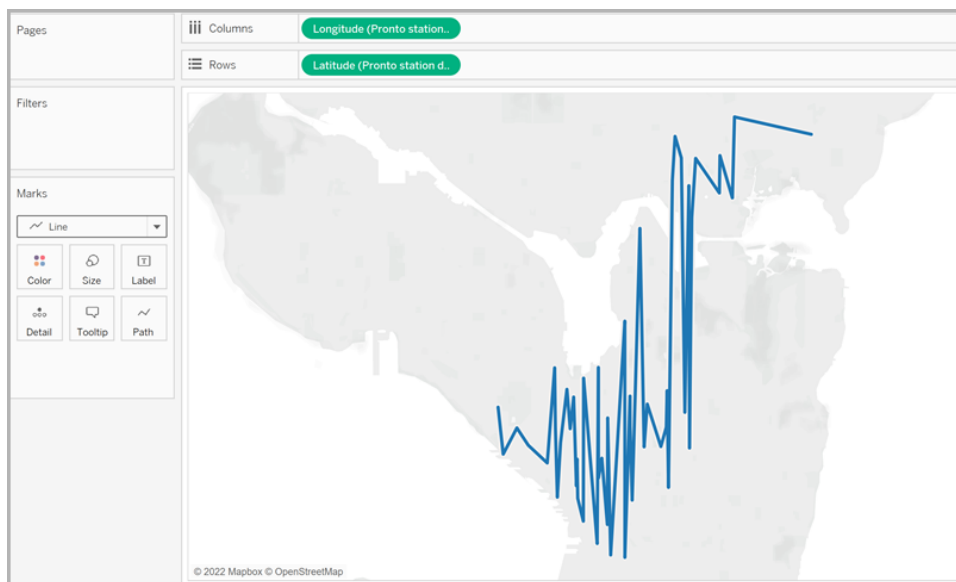 Pages
Columns
Longitude (Pronto station..
Rows
Latitude (Pronto station d..
Filters
Marks
Line
Color
Size
T
Label
Detail
Tooltip
Path
© 2022 Mapbox © OpenStreetMap